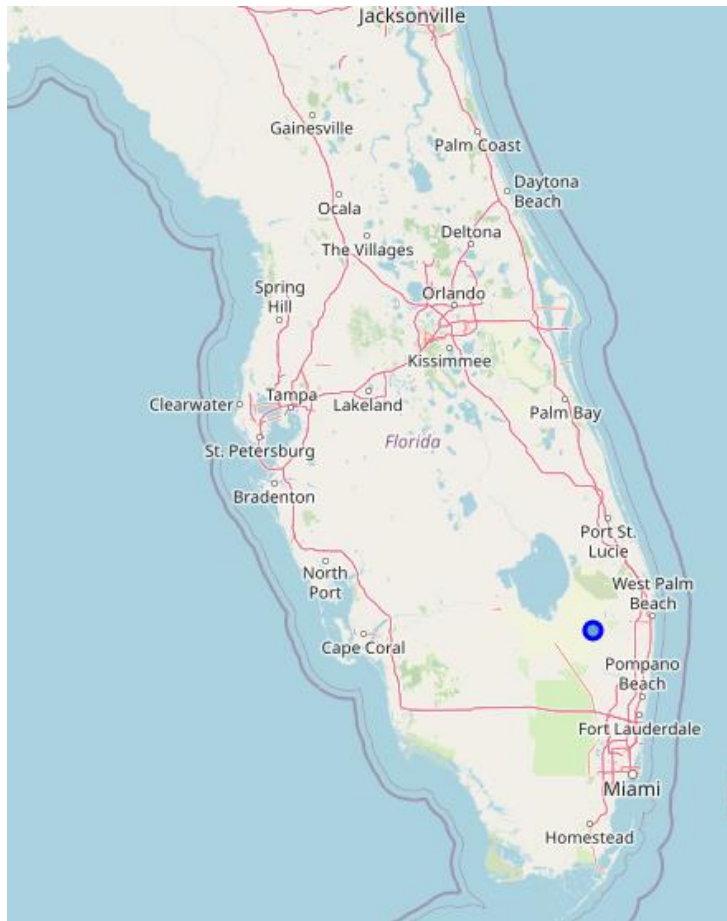 Jacksonville
Gainesville
Palm Coast
Daytona
Beach
Ocala
Deltona
The Villages
Spring
Hill
Orlando
Kissimmee
Clearwater
Tampa
Lakeland
Palm Bay
Florida
St. Petersburg
Bradenton
Port St.
Lucie
North
Port
West Palm
Beach
Cape Coral
Pompano
Beach
Fort Lauderdale
Miami
Homestead